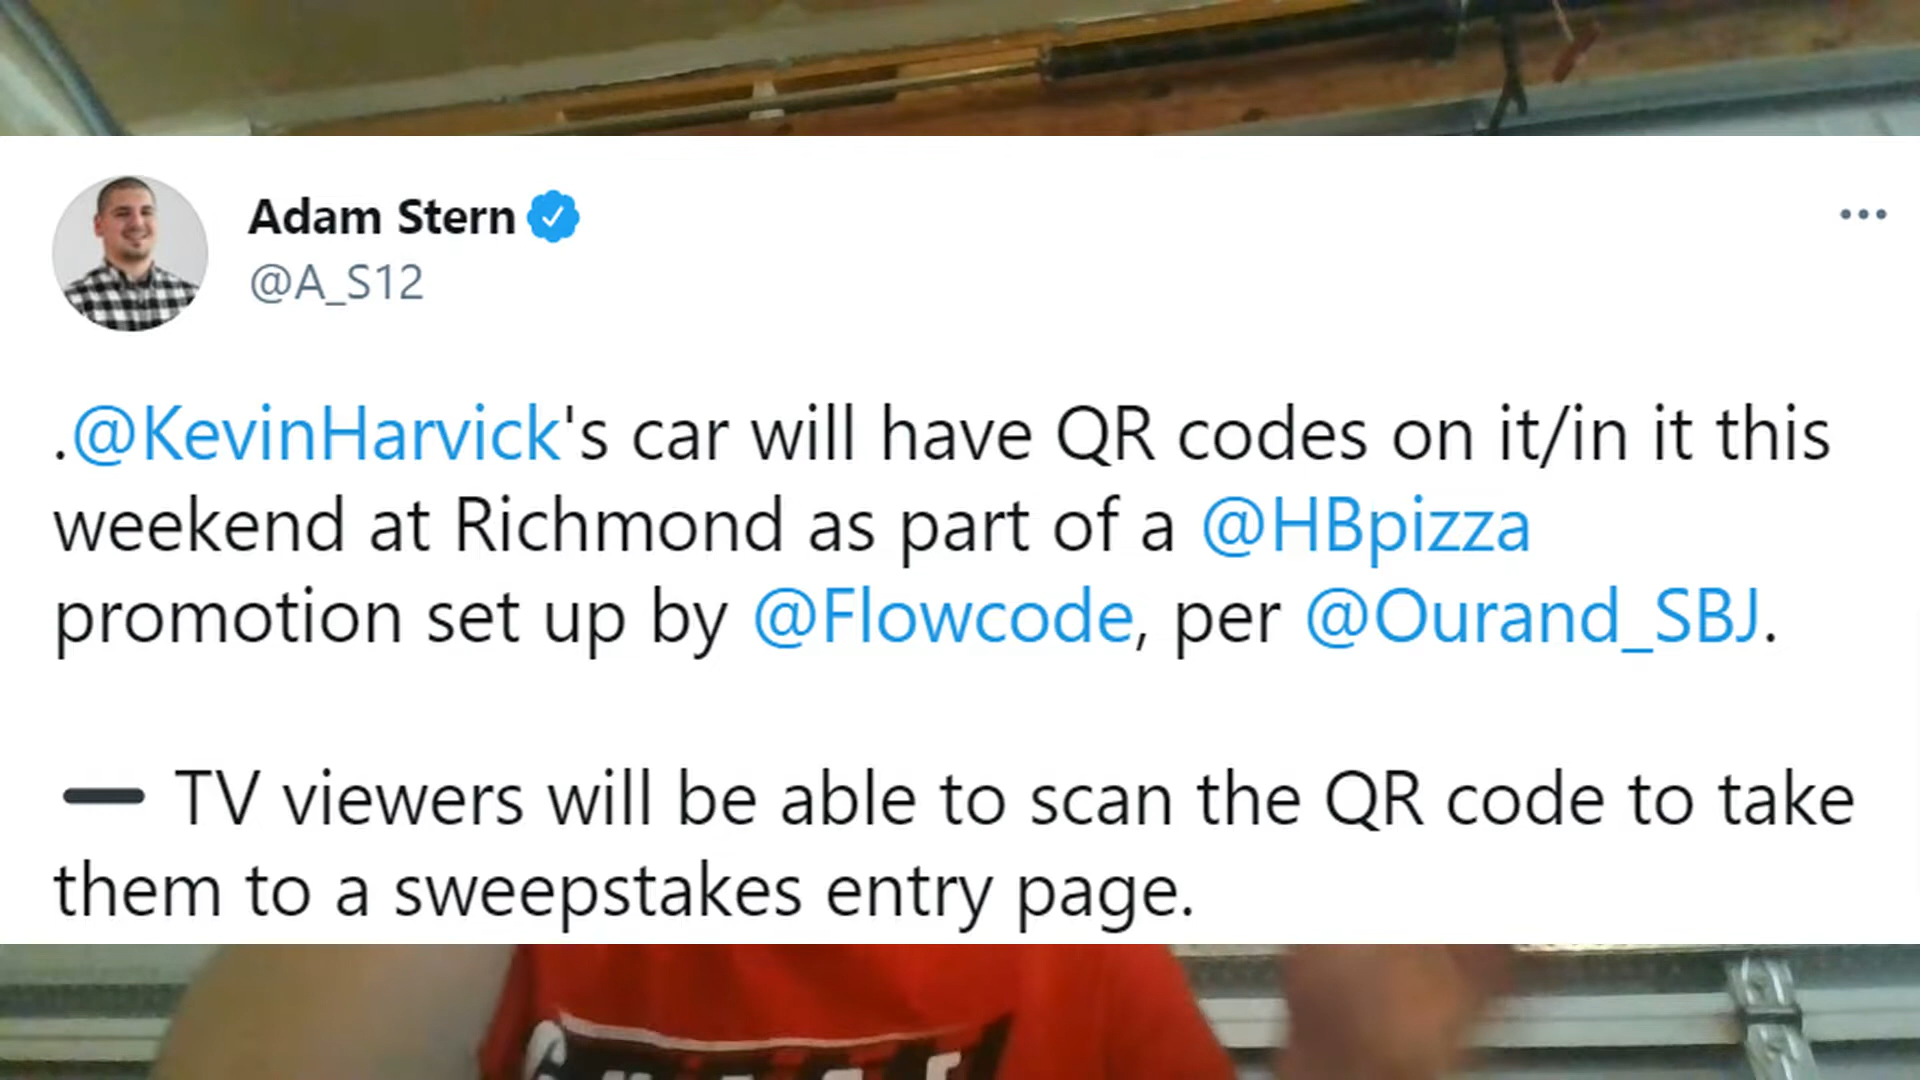 Adam Stern
@A_S12
.@KevinHarvick's car will have QR codes on it/in it this
weekend at Richmond as part of a @HBpizza
promotion set up by @Flowcode, per @Ourand_SBJ.
➖ TV viewers will be able to scan the QR code to take
them to a sweepstakes entry page.